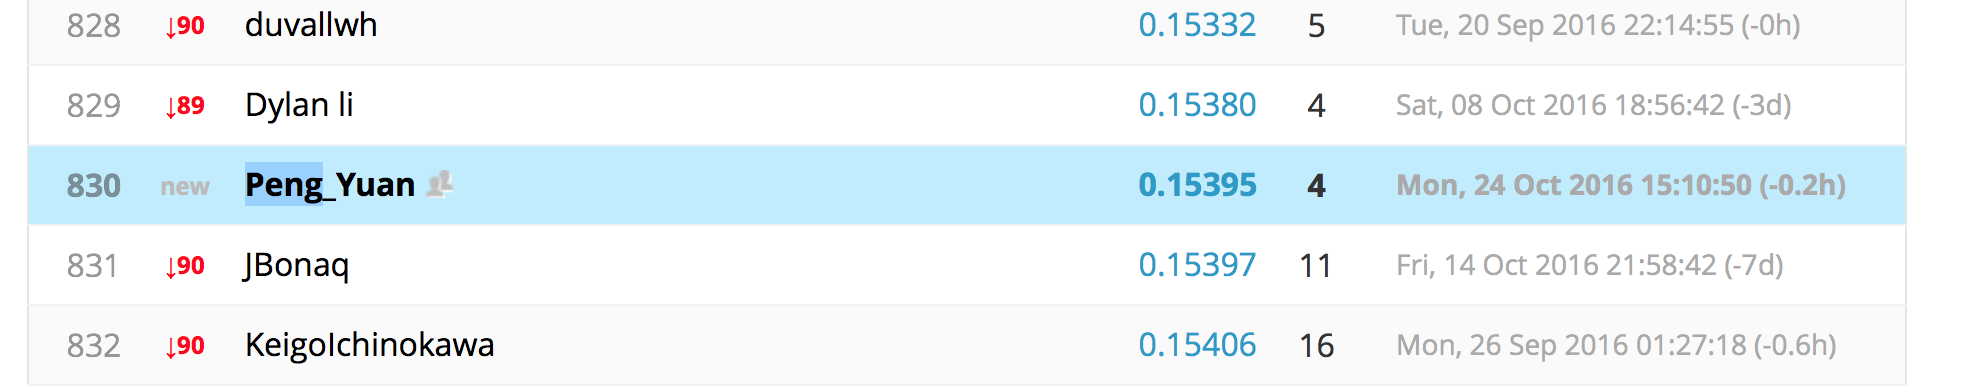 828 ↓90 duvallwh 0.15332 5 Tue, 20 Sep 2016 22:14:55 (-0h)
829 ↓89 Dylan li 0.15380 4 Sat, 08 Oct 2016 18:56:42 (-3d)
830 new Peng_Yuan 0.15395 4 Mon, 24 Oct 2016 15:10:50 (-0.2h)
831 ↓90 JBonaq 0.15397 11 Fri, 14 Oct 2016 21:58:42 (-7d)
832 ↓90 KeigoIchinokawa 0.15406 16 Mon, 26 Sep 2016 01:27:18 (-0.6h)